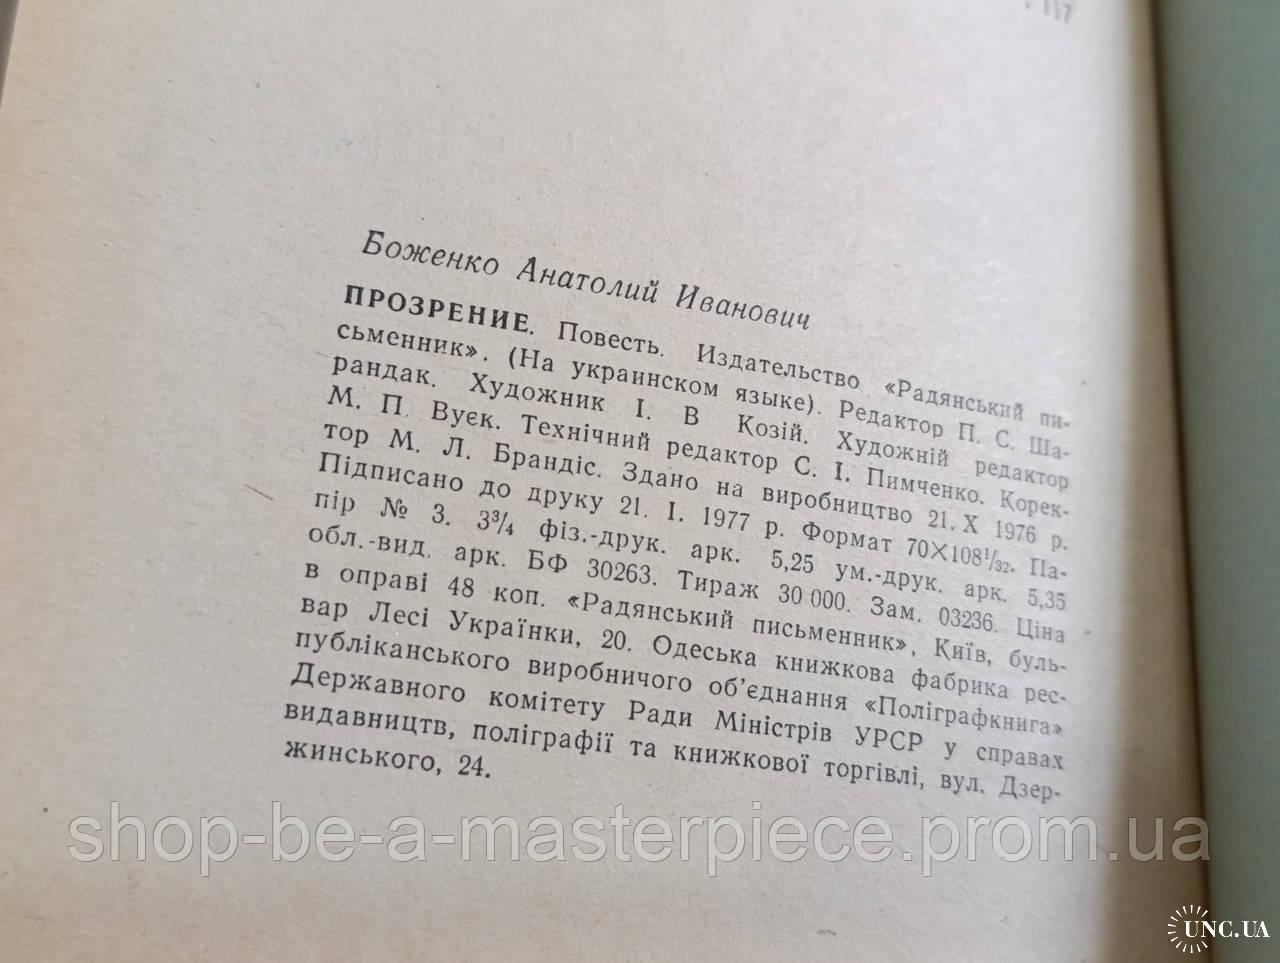 117
Боженко Анатолий Иванович
ПРОЗРЕНИЕ. Повесть. Издательство «Радянський пи-
сьменник». (На украинском языке). Редактор П. С. Ша-
рандак. Художник І. В Козій. Художній редактор
М. П. Вуєк. Технічний редактор С. І. Пимченко. Корек-
тор М. Л. Брандіс. Здано на виробництво 21. X 1976 р.
Підписано до друку 21. І. 1977 р. Формат 70×108¹/₃₂. Па-
пір № 3. 3³/₄ фіз.-друк. арк. 5,25 ум.-друк. арк. 5,35
обл.-вид. арк. БФ 30263. Тираж 30 000. Зам. 03236. Ціна
в оправі 48 коп. «Радянський письменник», Київ, буль-
вар Лесі Українки, 20. Одеська книжкова фабрика рес-
публіканського виробничого об’єднання «Поліграфкнига»
Державного комітету Ради Міністрів УРСР у справах
видавництв, поліграфії та книжкової торгівлі, вул. Дзер-
жинського, 24.
shop-be-a-masterpiece.prom.ua
UNC.UA